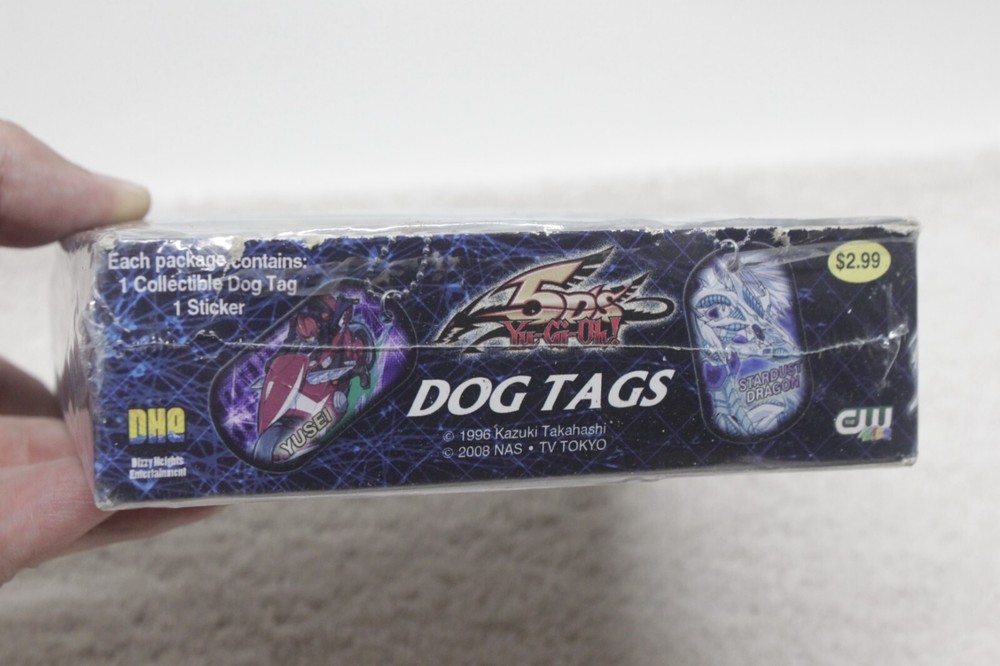 Each package contains:
1 Collectible Dog Tag
1 Sticker
5D's
Yu-Gi-Oh!
$2.99
DOG TAGS
STARDUST
DRAGON
YUSEI
DHE
Dizzy Heights
Entertainment
© 1996 Kazuki Takahashi
© 2008 NAS • TV TOKYO
THE CW